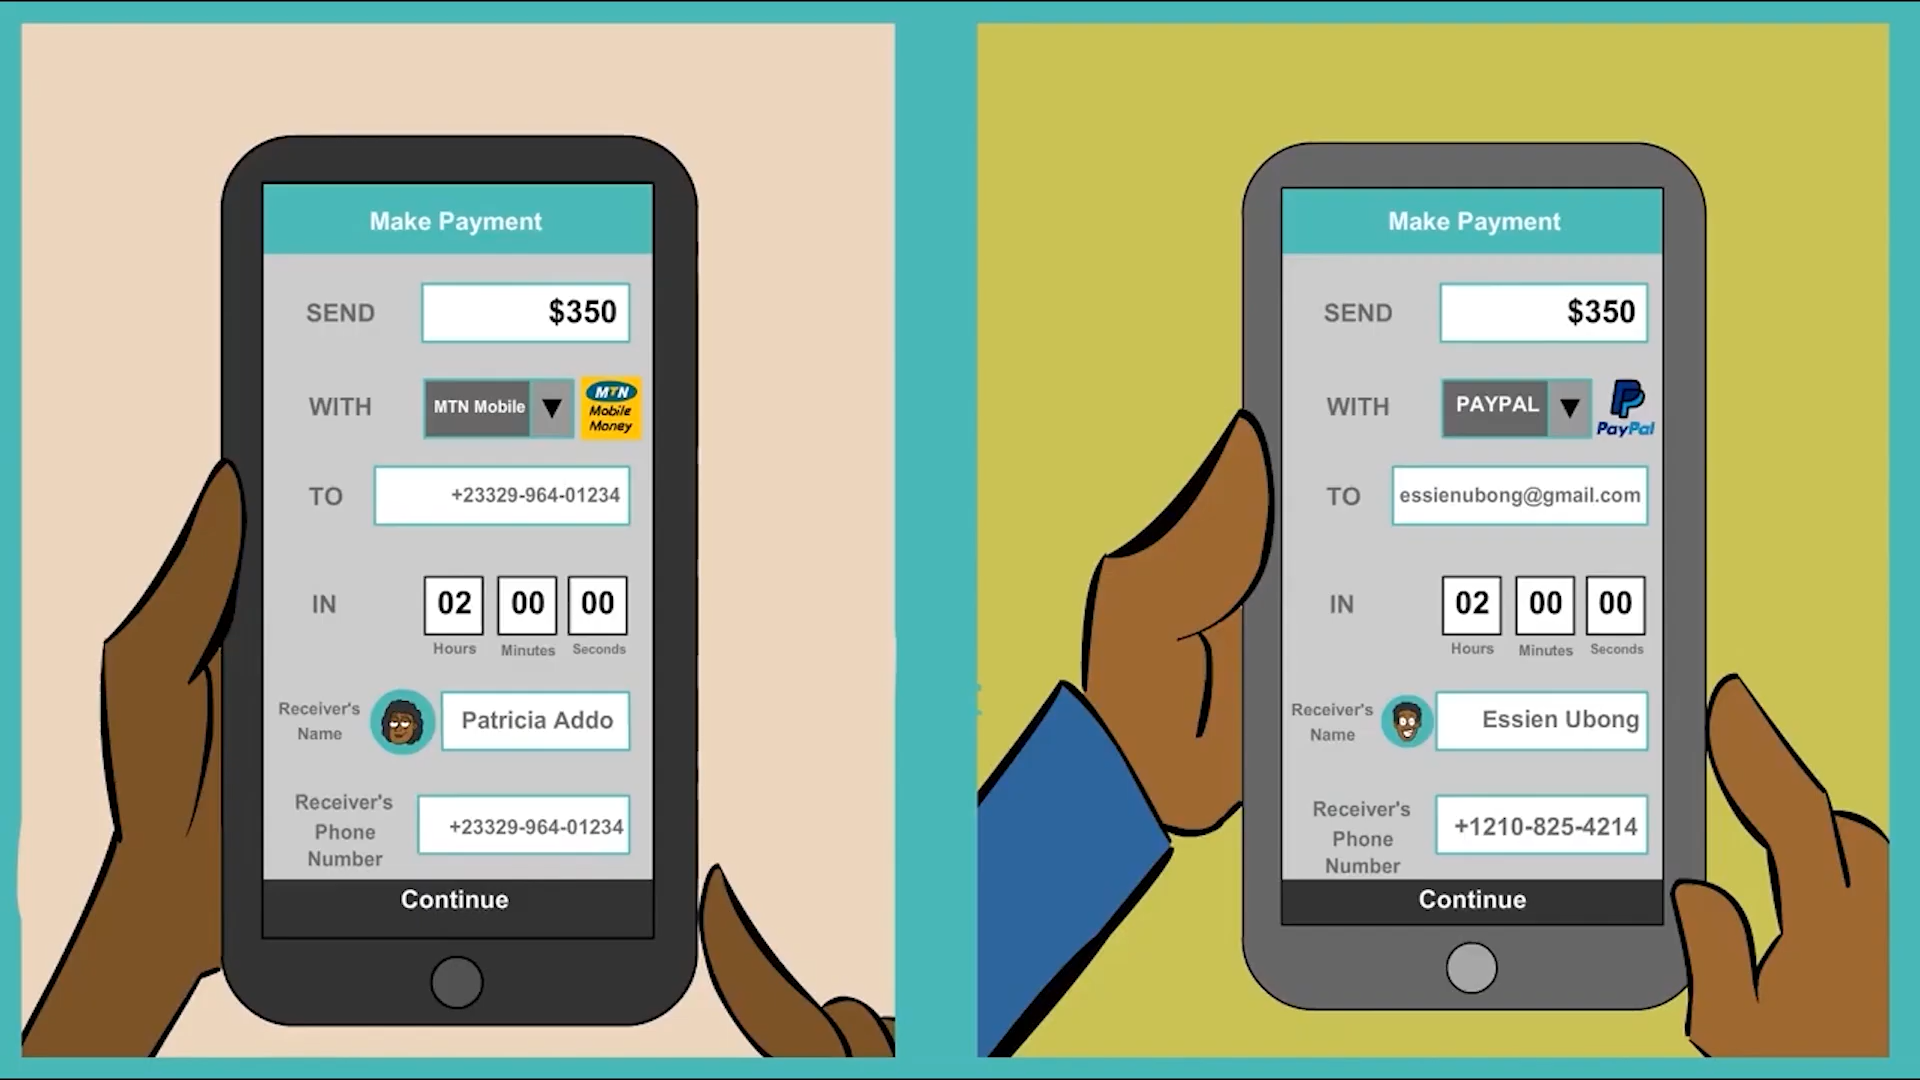 Make Payment
SEND
$350
WITH
MTN Mobile
MTN
Mobile
Money
TO
+23329-964-01234
IN
02 00 00
Hours Minutes Seconds
Receiver's
Name
Patricia Addo
Receiver's
Phone
Number
+23329-964-01234
Continue
Make Payment
SEND
$350
WITH
PAYPAL
PayPal
TO
essienubong@gmail.com
IN
02 00 00
Hours Minutes Seconds
Receiver's
Name
Essien Ubong
Receiver's
Phone
Number
+1210-825-4214
Continue